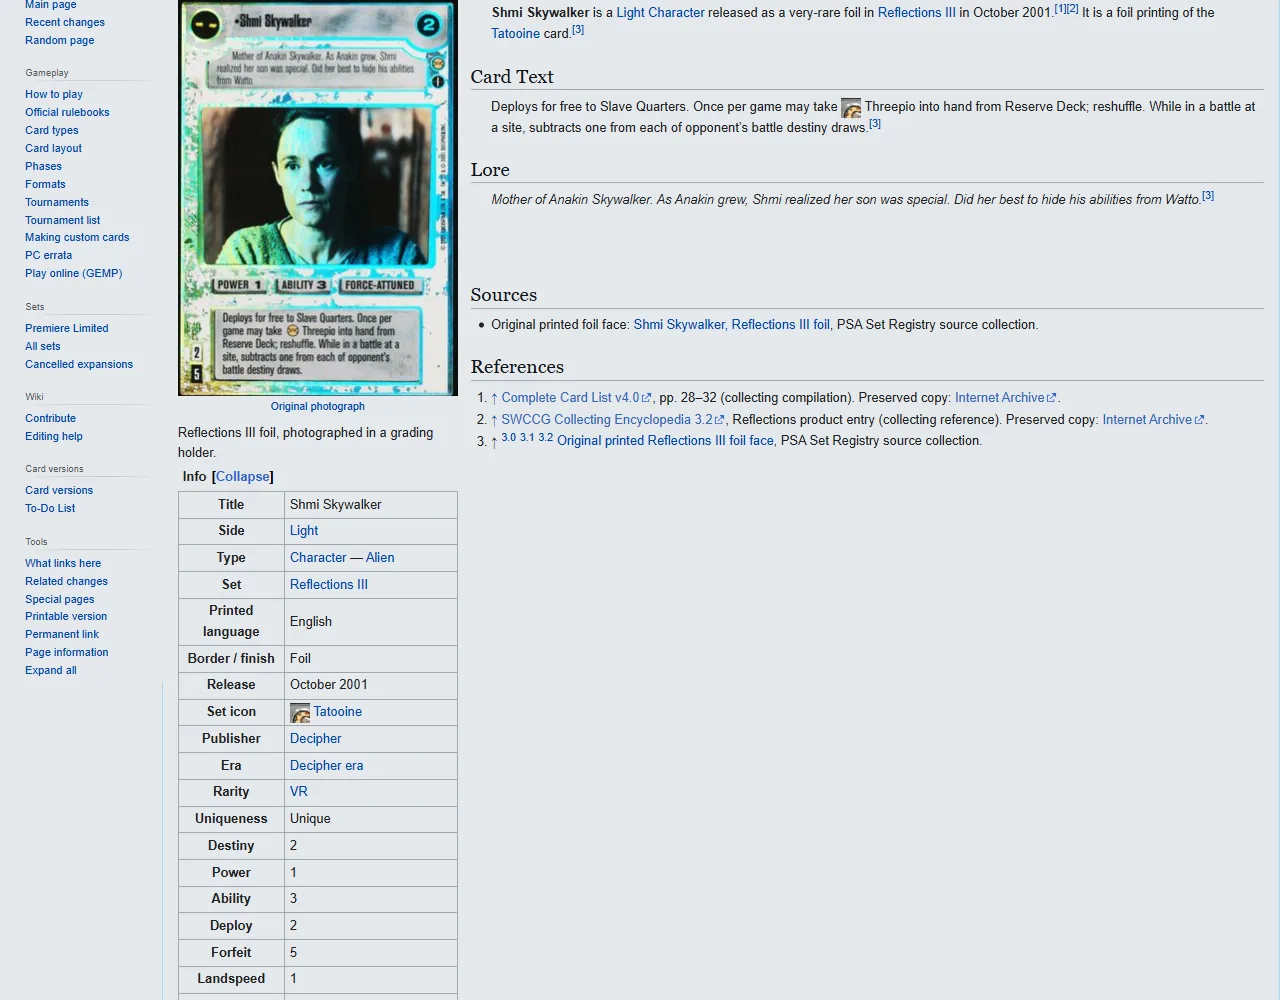 Main page
Recent changes
Random page
Gameplay
How to play
Official rulebooks
Card types
Card layout
Phases
Formats
Tournaments
Tournament list
Making custom cards
PC errata
Play online (GEMP)
Sets
Premiere Limited
All sets
Cancelled expansions
Wiki
Contribute
Editing help
Card versions
Card versions
To-Do List
Tools
What links here
Related changes
Special pages
Printable version
Permanent link
Page information
Expand all
•Shmi Skywalker
2
Mother of Anakin Skywalker. As Anakin grew, Shmi
realized her son was special. Did her best to hide his abilities
from Watto.
POWER 1 ABILITY 3 FORCE-ATTUNED
Deploys for free to Slave Quarters. Once per
game may take Threepio into hand from
Reserve Deck; reshuffle. While in a battle at a
site, subtracts one from each of opponent's
battle destiny draws.
2
5
Original photograph
Reflections III foil, photographed in a grading
holder.
Info [Collapse]
Title Shmi Skywalker
Side Light
Type Character — Alien
Set Reflections III
Printed
language English
Border / finish Foil
Release October 2001
Set icon Tatooine
Publisher Decipher
Era Decipher era
Rarity VR
Uniqueness Unique
Destiny 2
Power 1
Ability 3
Deploy 2
Forfeit 5
Landspeed 1
Shmi Skywalker is a Light Character released as a very-rare foil in Reflections III in October 2001.[1][2] It is a foil printing of the
Tatooine card.[3]
Card Text
Deploys for free to Slave Quarters. Once per game may take Threepio into hand from Reserve Deck; reshuffle. While in a battle at
a site, subtracts one from each of opponent's battle destiny draws.[3]
Lore
Mother of Anakin Skywalker. As Anakin grew, Shmi realized her son was special. Did her best to hide his abilities from Watto.[3]
Sources
• Original printed foil face: Shmi Skywalker, Reflections III foil, PSA Set Registry source collection.
References
1. ↑ Complete Card List v4.0, pp. 28–32 (collecting compilation). Preserved copy: Internet Archive.
2. ↑ SWCCG Collecting Encyclopedia 3.2, Reflections product entry (collecting reference). Preserved copy: Internet Archive.
3. ↑ 3.0 3.1 3.2 Original printed Reflections III foil face, PSA Set Registry source collection.